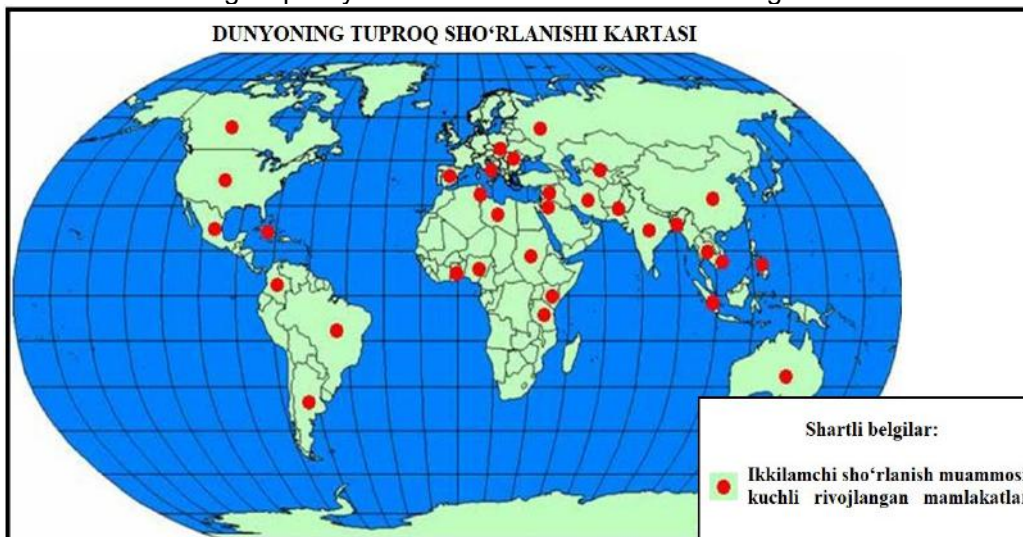 DUNYONING TUPROQ SHO‘RLANISHI KARTASI
Shartli belgilar:
Ikkilamchi sho‘rlanish muammosi
kuchli rivojlangan mamlakatlar